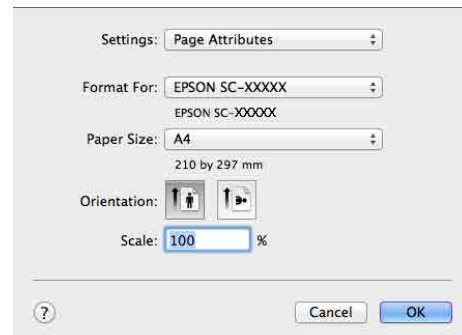 Settings: Page Attributes
Format For: EPSON SC-XXXXX
EPSON SC-XXXXX
Paper Size: A4
210 by 297 mm
Orientation:
Scale: 100 %
? Cancel OK